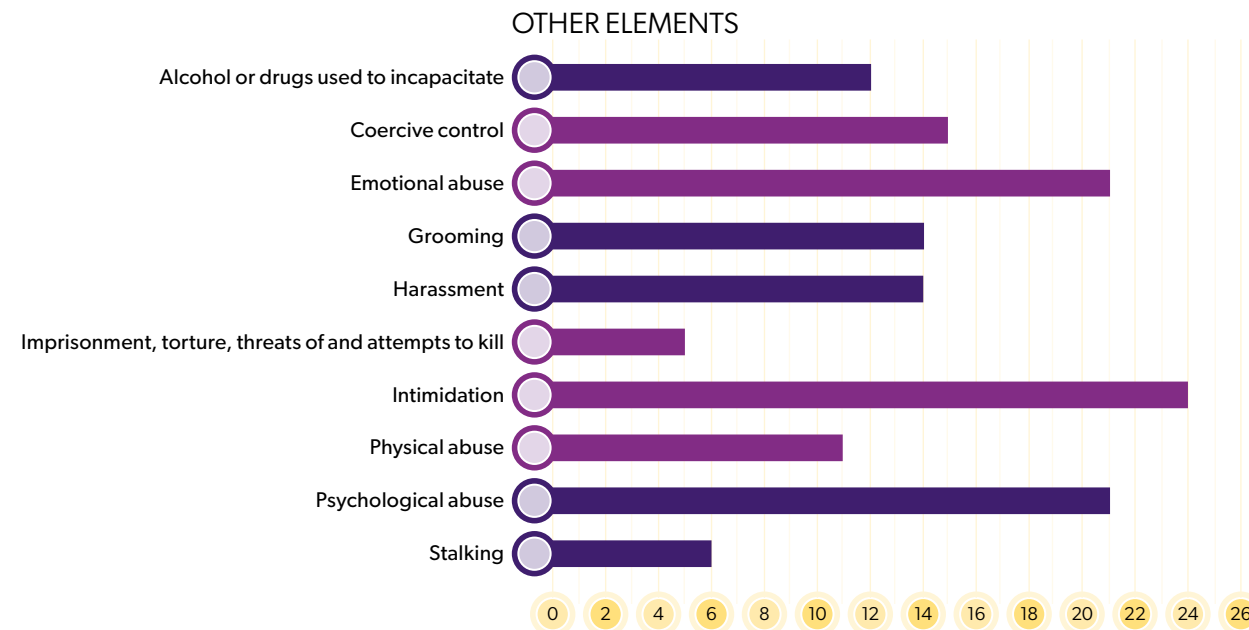 OTHER ELEMENTS
Alcohol or drugs used to incapacitate
Coercive control
Emotional abuse
Grooming
Harassment
Imprisonment, torture, threats of and attempts to kill
Intimidation
Physical abuse
Psychological abuse
Stalking
0 2 4 6 8 10 12 14 16 18 20 22 24 26